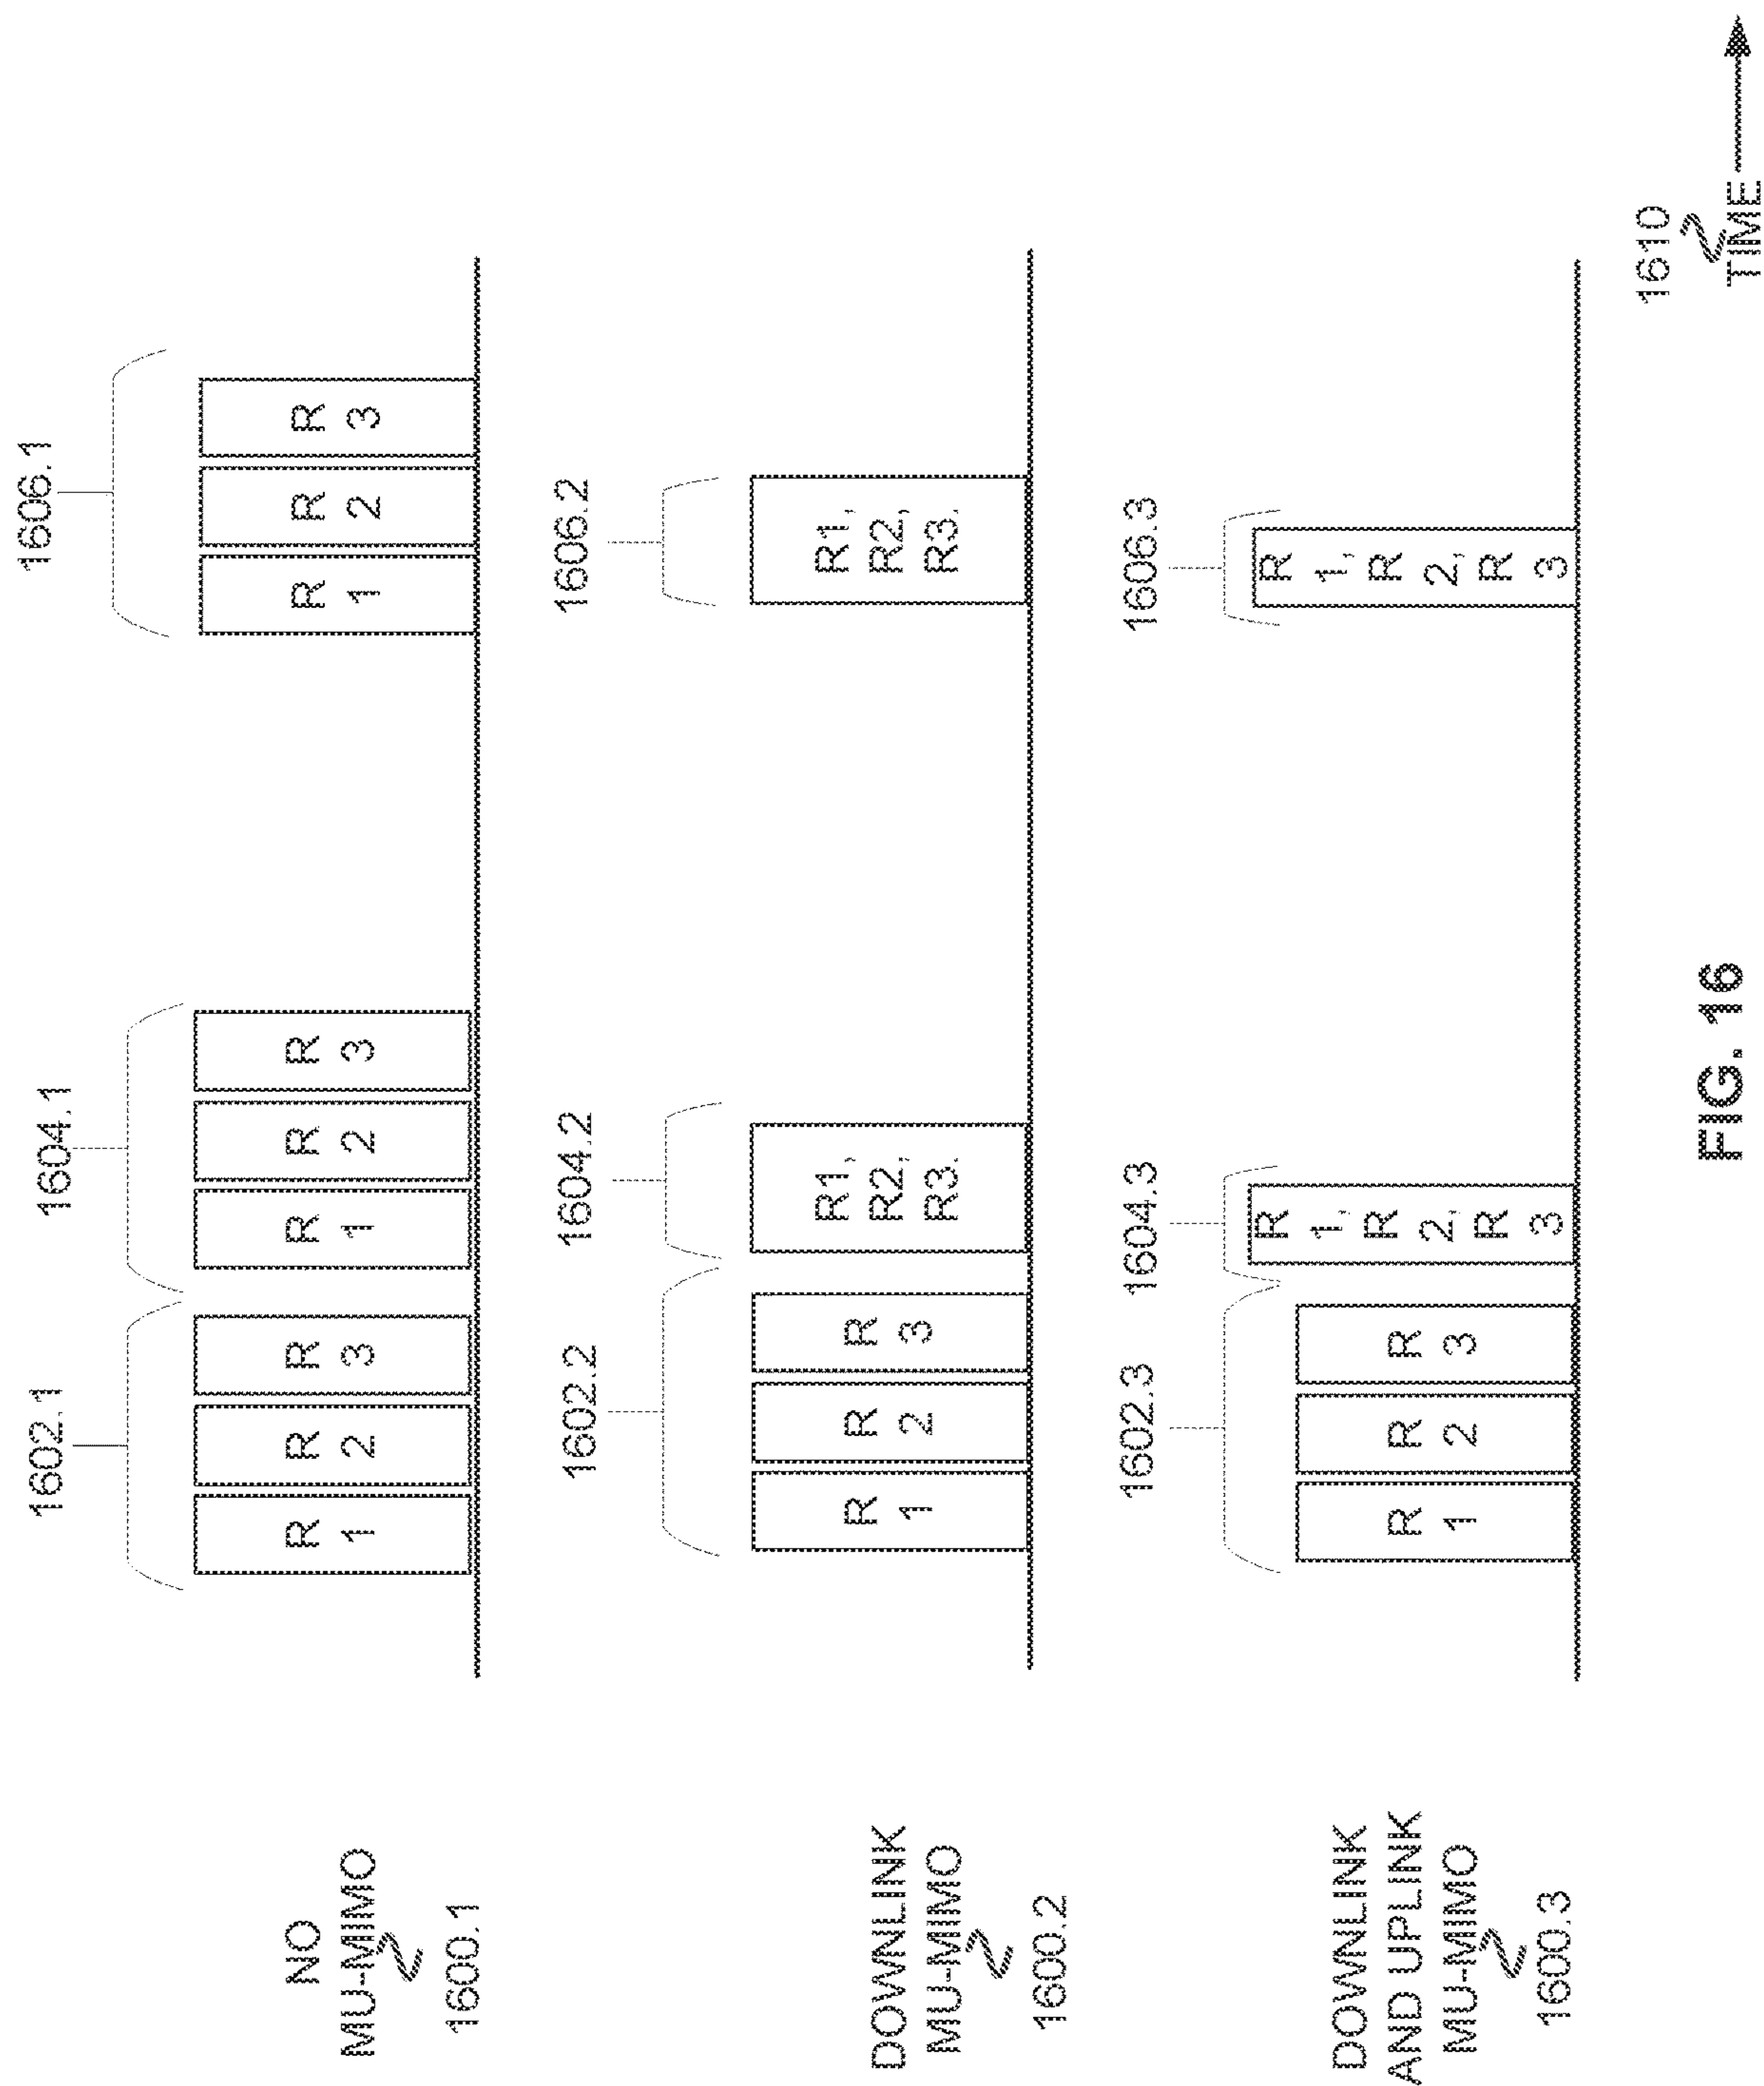 1602.1
1604.1
1606.1
NO
MU-MIMO
1600.1
R
1
R
2
R
3
R
1
R
2
R
3
R
1
R
2
R
3
1602.2
1604.2
1606.2
DOWNLINK
MU-MIMO
1600.2
R
1
R
2
R
3
R1,
R2,
R3.
R1,
R2,
R3.
1602.3
1604.3
1606.3
DOWNLINK
AND UPLINK
MU-MIMO
1600.3
R
1
R
2
R
3
R
1,
R
2,
R
3
R
1,
R
2,
R
3
1610
TIME
FIG. 16